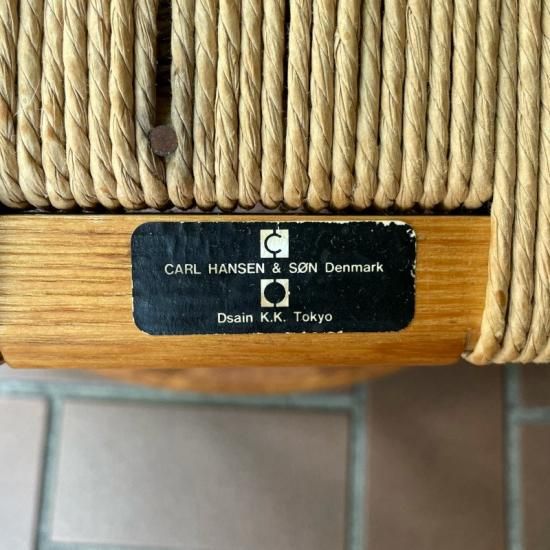 CARL HANSEN & SØN Denmark
Dsain K.K. Tokyo